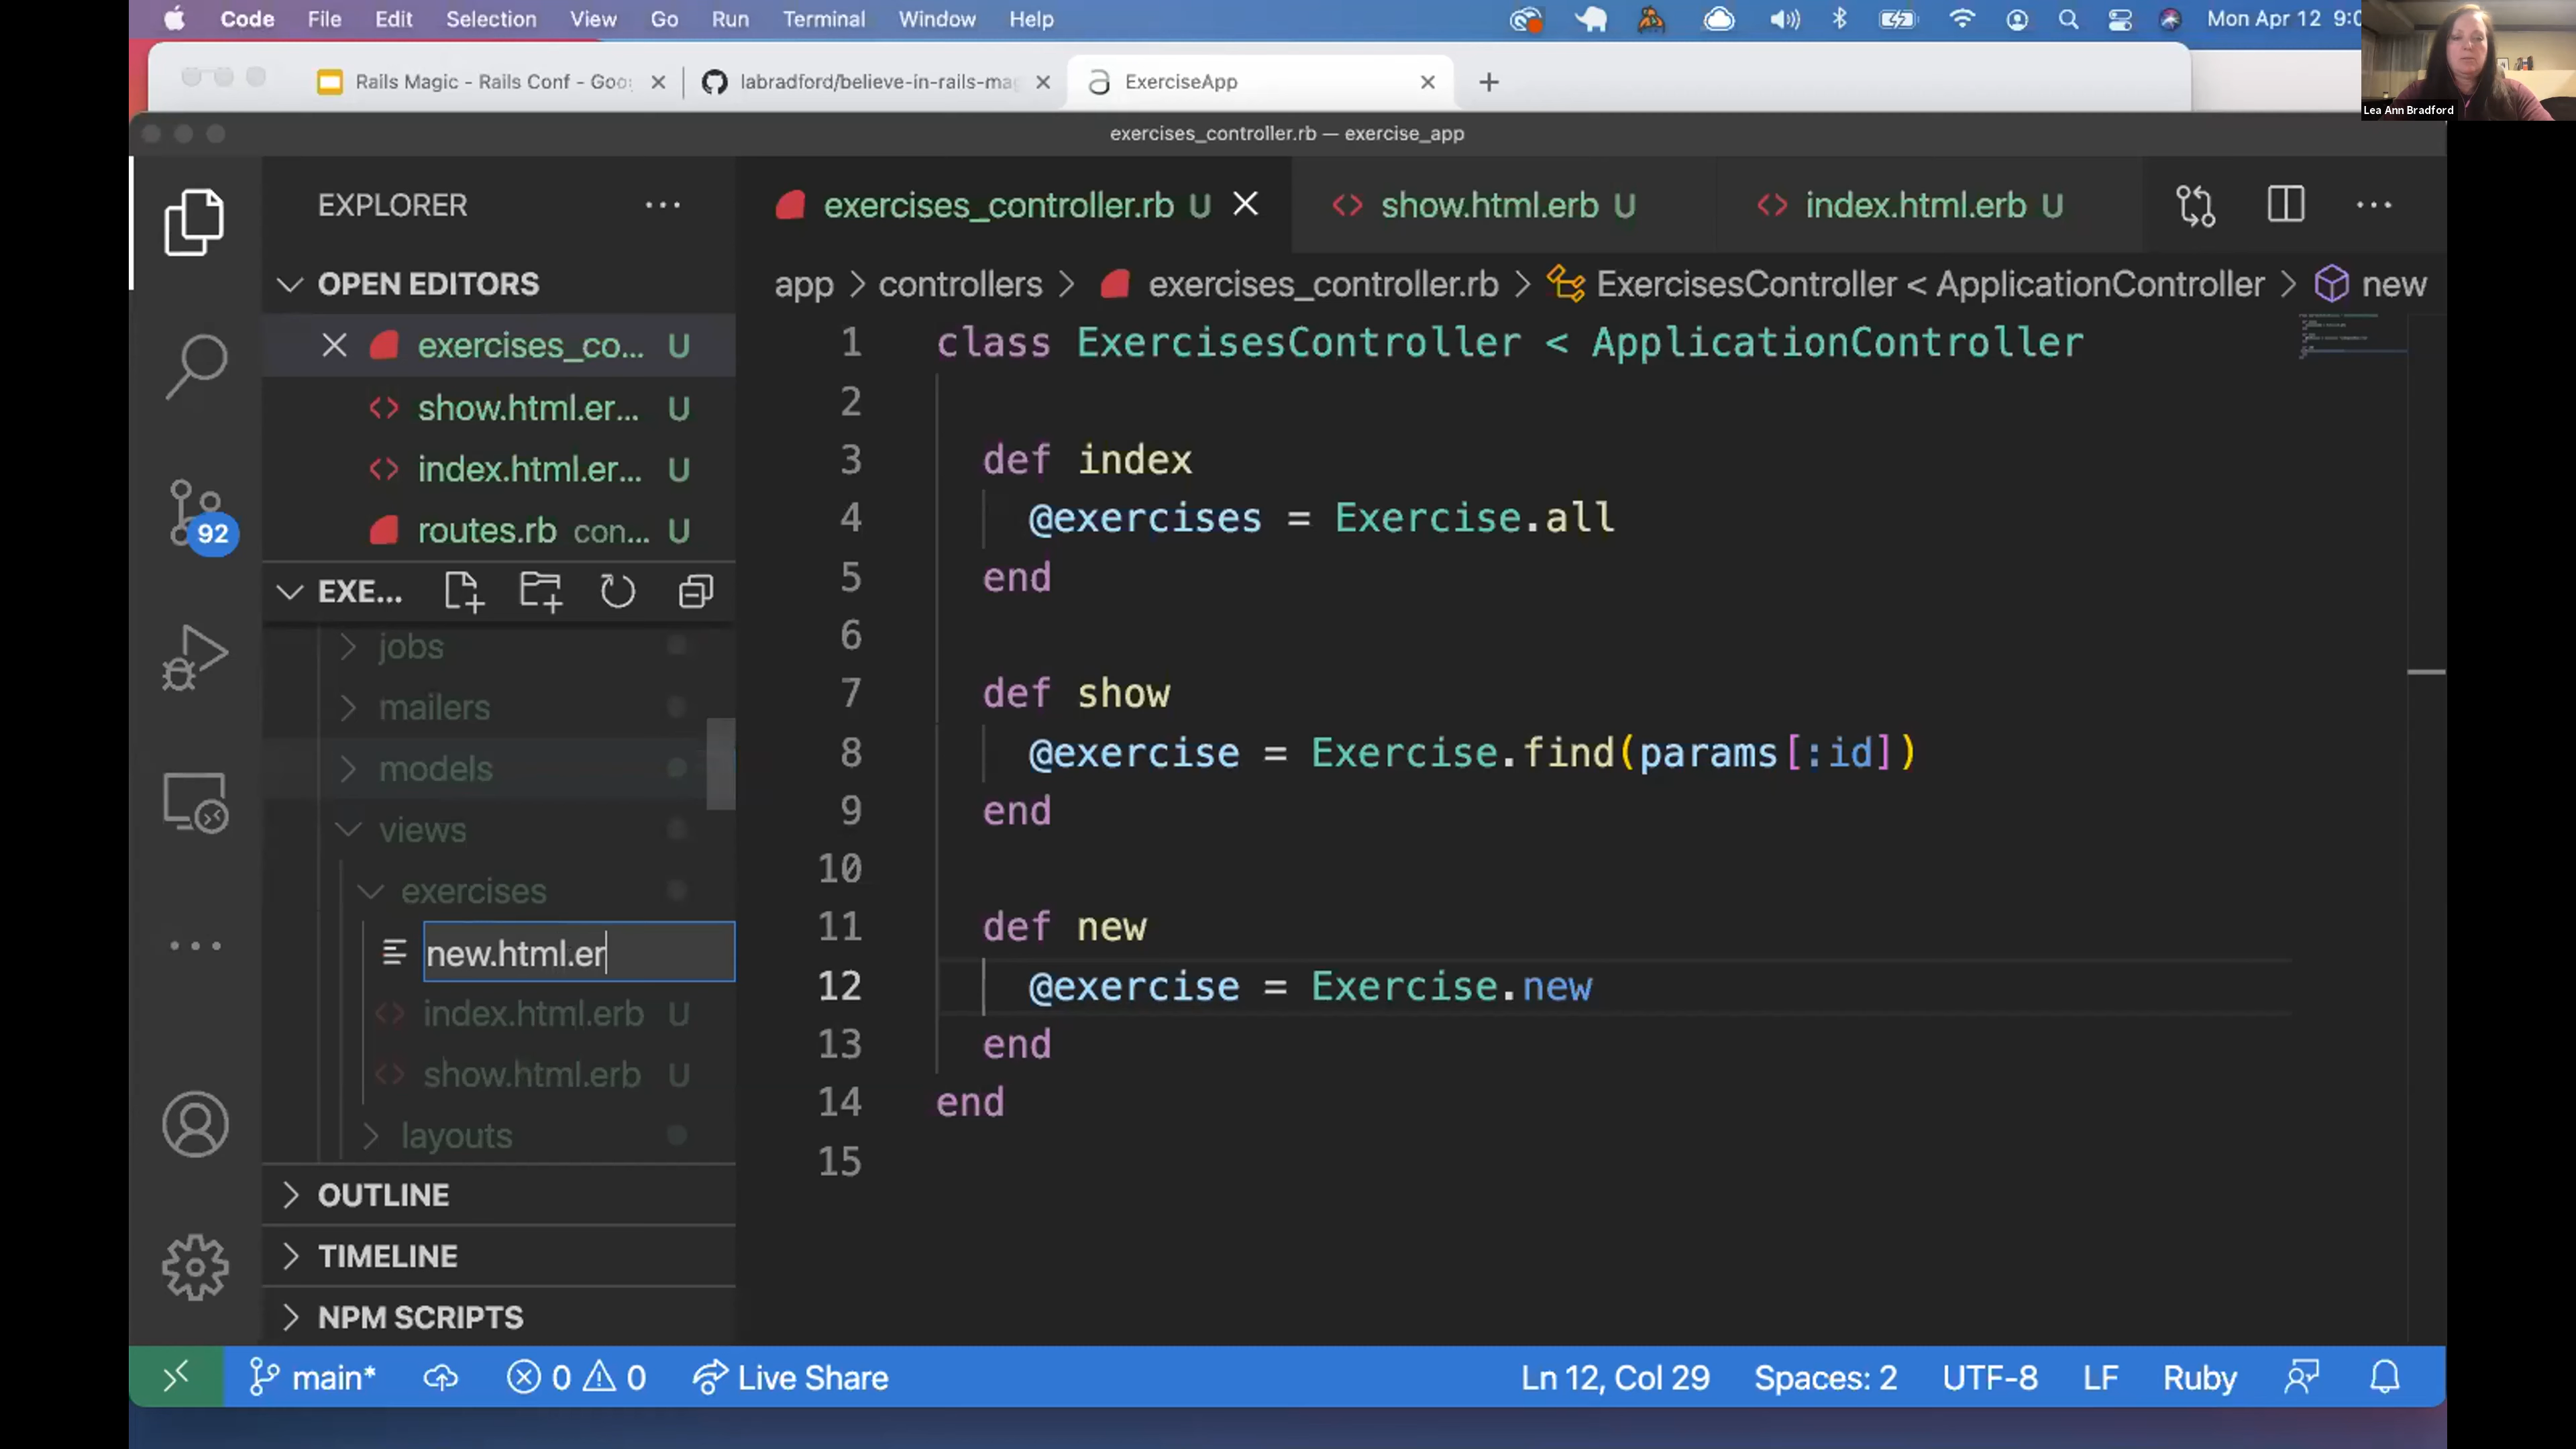 Code File Edit Selection View Go Run Terminal Window Help Mon Apr 12 9:0
Rails Magic - Rails Conf - Goo
labradford/believe-in-rails-mag
ExerciseApp
Lea Ann Bradford
exercises_controller.rb — exercise_app
EXPLORER
exercises_controller.rb U
show.html.erb U
index.html.erb U
OPEN EDITORS
exercises_co... U
show.html.er... U
index.html.er... U
routes.rb con... U
92
EXE...
jobs
mailers
models
views
exercises
new.html.er
index.html.erb U
show.html.erb U
layouts
OUTLINE
TIMELINE
NPM SCRIPTS
app > controllers > exercises_controller.rb > ExercisesController < ApplicationController > new
1 class ExercisesController < ApplicationController
2
3 def index
4 @exercises = Exercise.all
5 end
6
7 def show
8 @exercise = Exercise.find(params[:id])
9 end
10
11 def new
12 @exercise = Exercise.new
13 end
14 end
15
main* 0 0 Live Share Ln 12, Col 29 Spaces: 2 UTF-8 LF Ruby